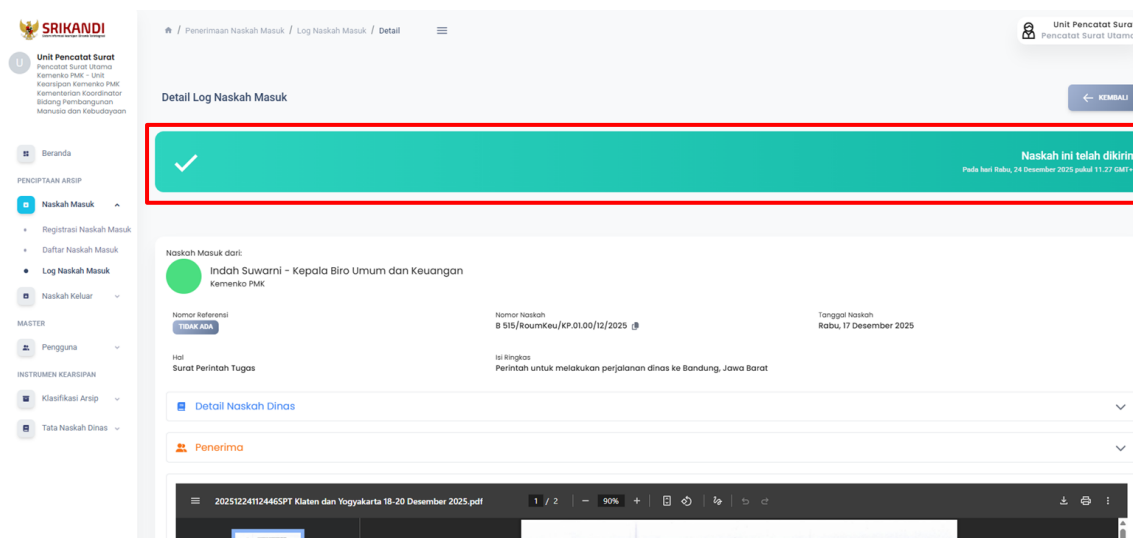 SRIKANDI
U
Unit Pencatat Surat
Pencatat Surat Utama
Kemenko PMK - Unit
Kearsipan Kemenko PMK
Kementerian Koordinator
Bidang Pembangunan
Manusia dan Kebudayaan
Beranda
PENCIPTAAN ARSIP
Naskah Masuk
Registrasi Naskah Masuk
Daftar Naskah Masuk
Log Naskah Masuk
Naskah Keluar
MASTER
Pengguna
INSTRUMEN KEARSIPAN
Klasifikasi Arsip
Tata Naskah Dinas
/ Penerimaan Naskah Masuk / Log Naskah Masuk / Detail
Unit Pencatat Surat
Pencatat Surat Utama
Detail Log Naskah Masuk
← KEMBALI
Naskah ini telah dikirim
Pada hari Rabu, 24 Desember 2025 pukul 11.27 GMT+
Naskah Masuk dari:
Indah Suwarni - Kepala Biro Umum dan Keuangan
Kemenko PMK
Nomor Referensi
TIDAK ADA
Nomor Naskah
B 515/RoumKeu/KP.01.00/12/2025
Tanggal Naskah
Rabu, 17 Desember 2025
Hal
Surat Perintah Tugas
Isi Ringkas
Perintah untuk melakukan perjalanan dinas ke Bandung, Jawa Barat
Detail Naskah Dinas
Penerima
20251224112446SPT Klaten dan Yogyakarta 18-20 Desember 2025.pdf
1 / 2
90%